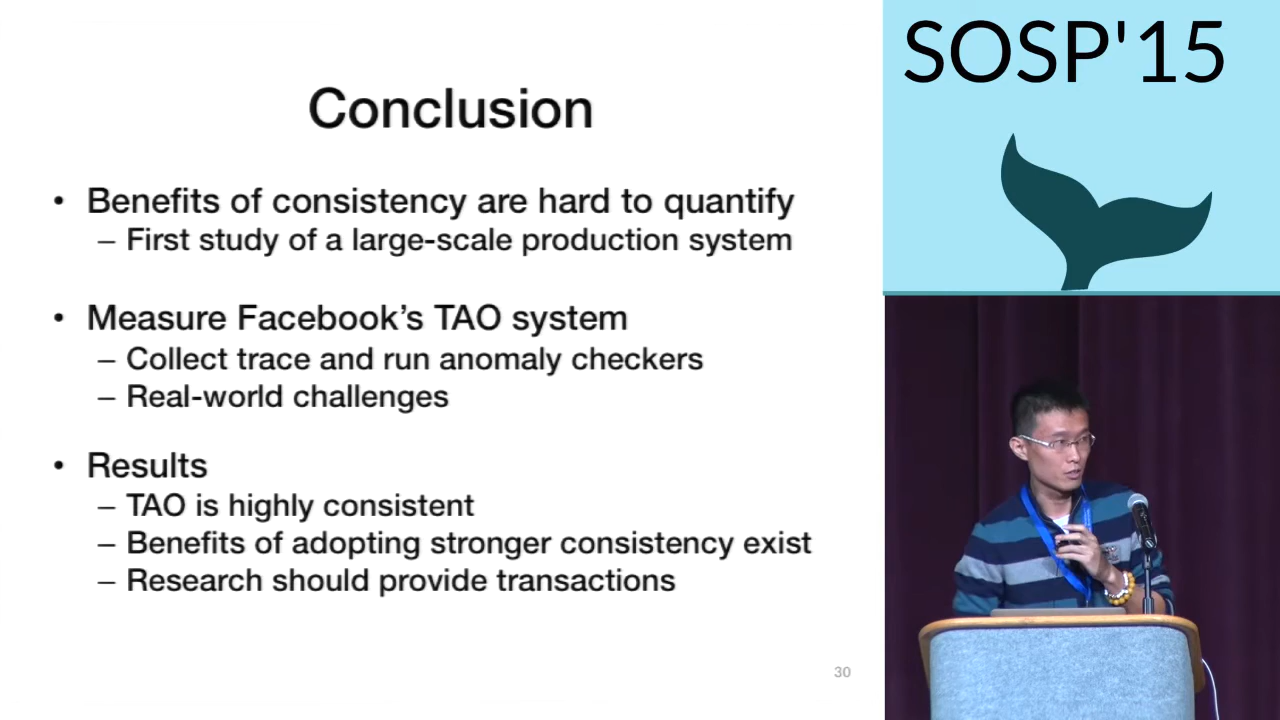 SOSP'15
Conclusion
• Benefits of consistency are hard to quantify
– First study of a large-scale production system
• Measure Facebook's TAO system
– Collect trace and run anomaly checkers
– Real-world challenges
• Results
– TAO is highly consistent
– Benefits of adopting stronger consistency exist
– Research should provide transactions
30